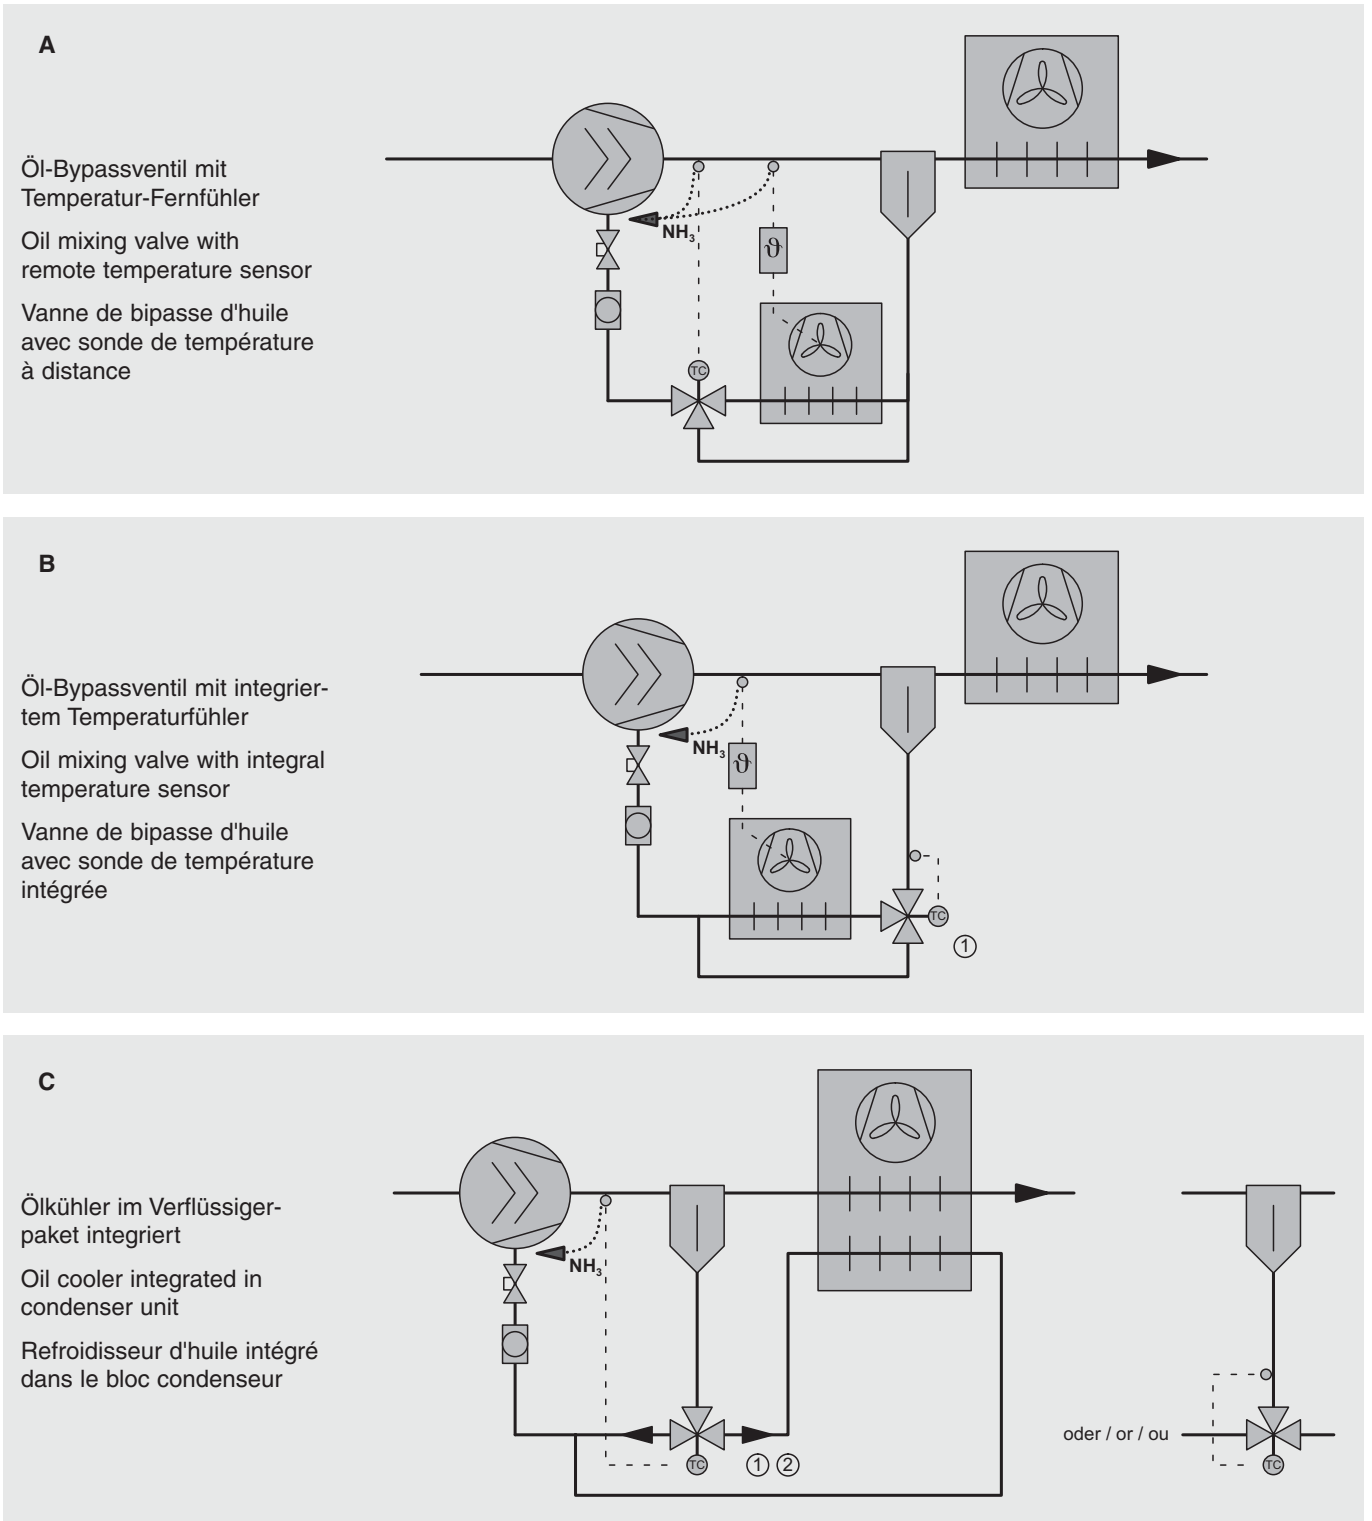 A
Öl-Bypassventil mit
Temperatur-Fernfühler
Oil mixing valve with
remote temperature sensor
Vanne de bipasse d'huile
avec sonde de température
à distance
NH₃
ϑ
TC
B
Öl-Bypassventil mit integrier-
tem Temperaturfühler
Oil mixing valve with integral
temperature sensor
Vanne de bipasse d'huile
avec sonde de température
intégrée
NH₃
ϑ
TC
①
C
Ölkühler im Verflüssiger-
paket integriert
Oil cooler integrated in
condenser unit
Refroidisseur d'huile intégré
dans le bloc condenseur
NH₃
TC
① ②
oder / or / ou
TC